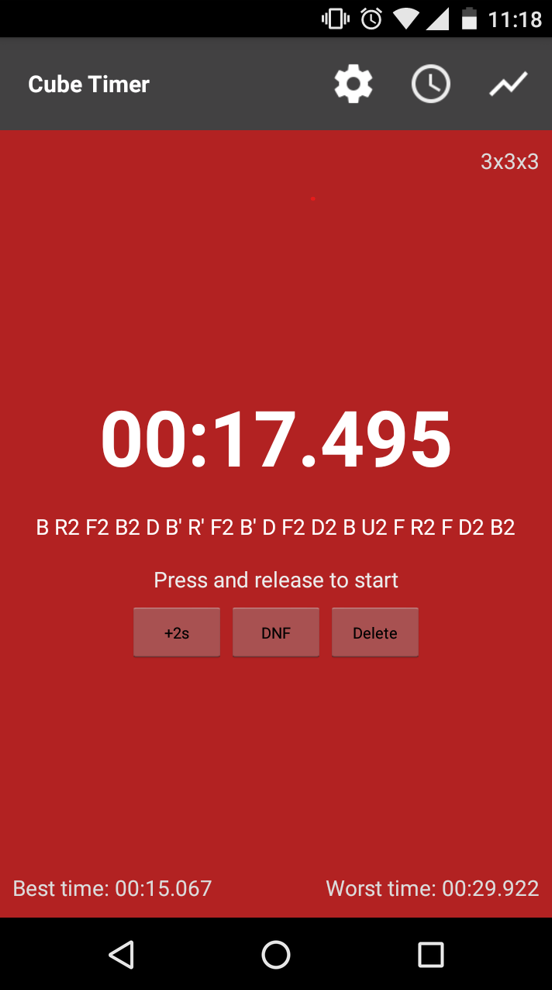 11:18
Cube Timer
3x3x3
00:17.495
B R2 F2 B2 D B' R' F2 B' D F2 D2 B U2 F R2 F D2 B2
Press and release to start
+2s DNF Delete
Best time: 00:15.067 Worst time: 00:29.922